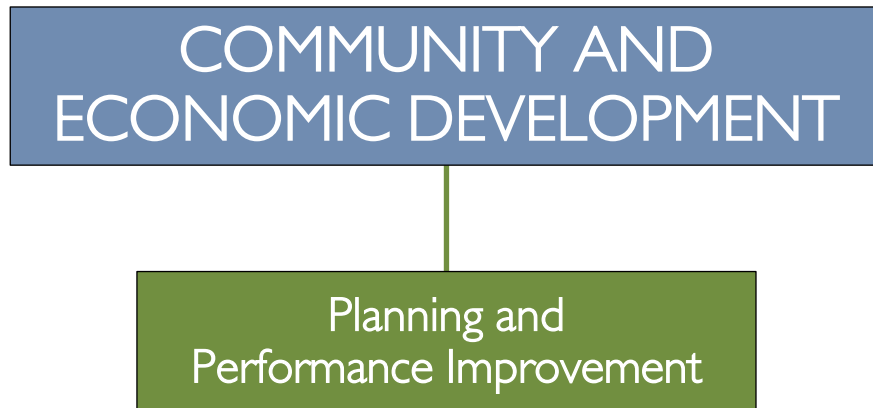 COMMUNITY AND
ECONOMIC DEVELOPMENT
Planning and
Performance Improvement